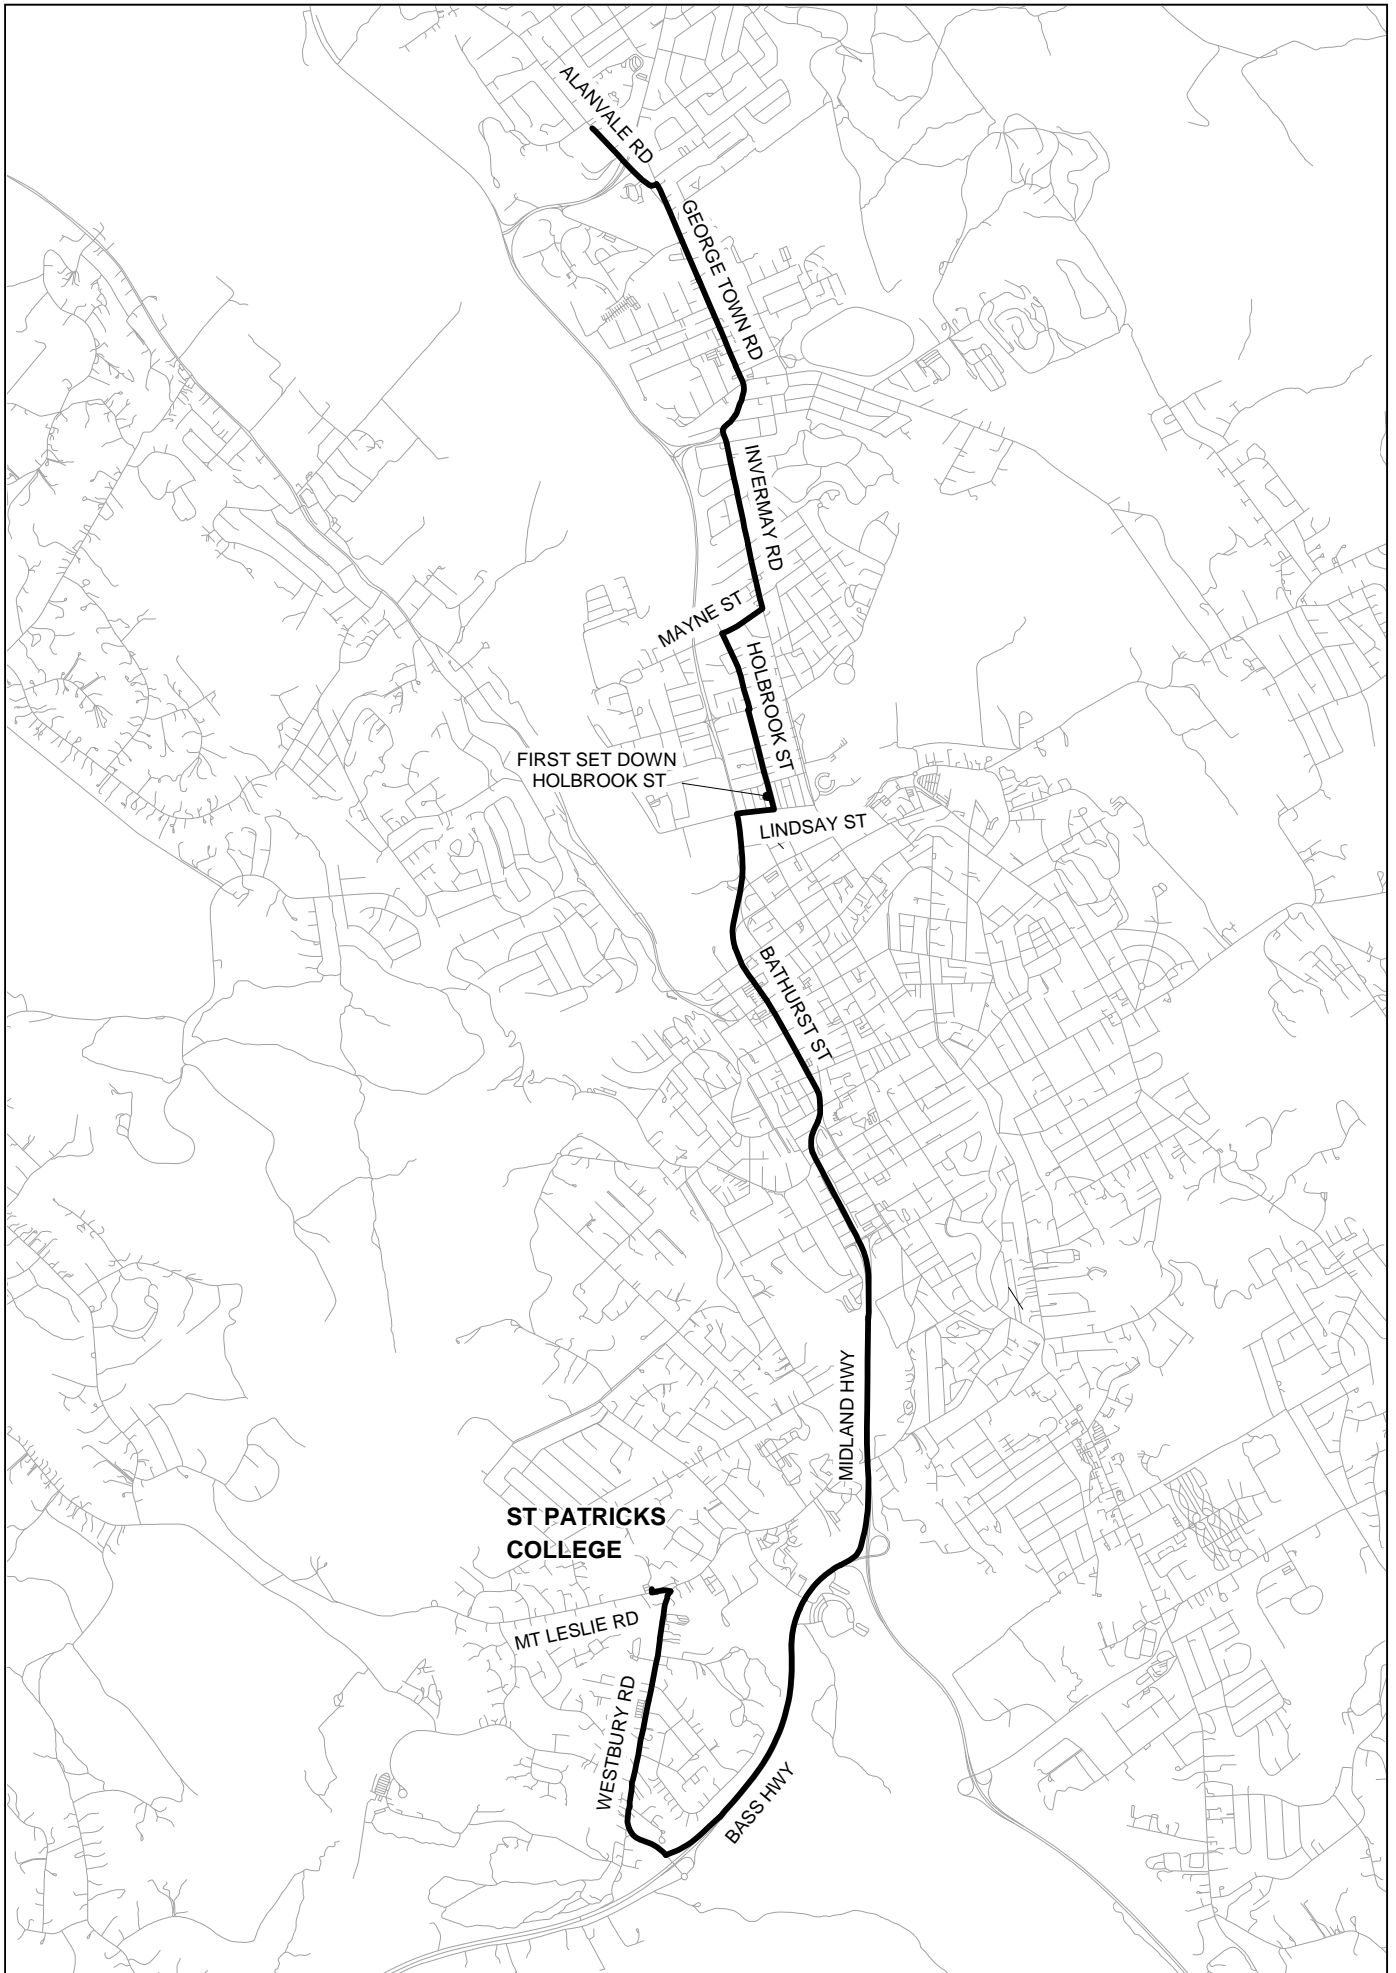 ALANVALE RD
GEORGE TOWN RD
INVERMAY RD
MAYNE ST
HOLBROOK ST
FIRST SET DOWN
HOLBROOK ST
LINDSAY ST
BATHURST ST
MIDLAND HWY
ST PATRICKS
COLLEGE
MT LESLIE RD
WESTBURY RD
BASS HWY